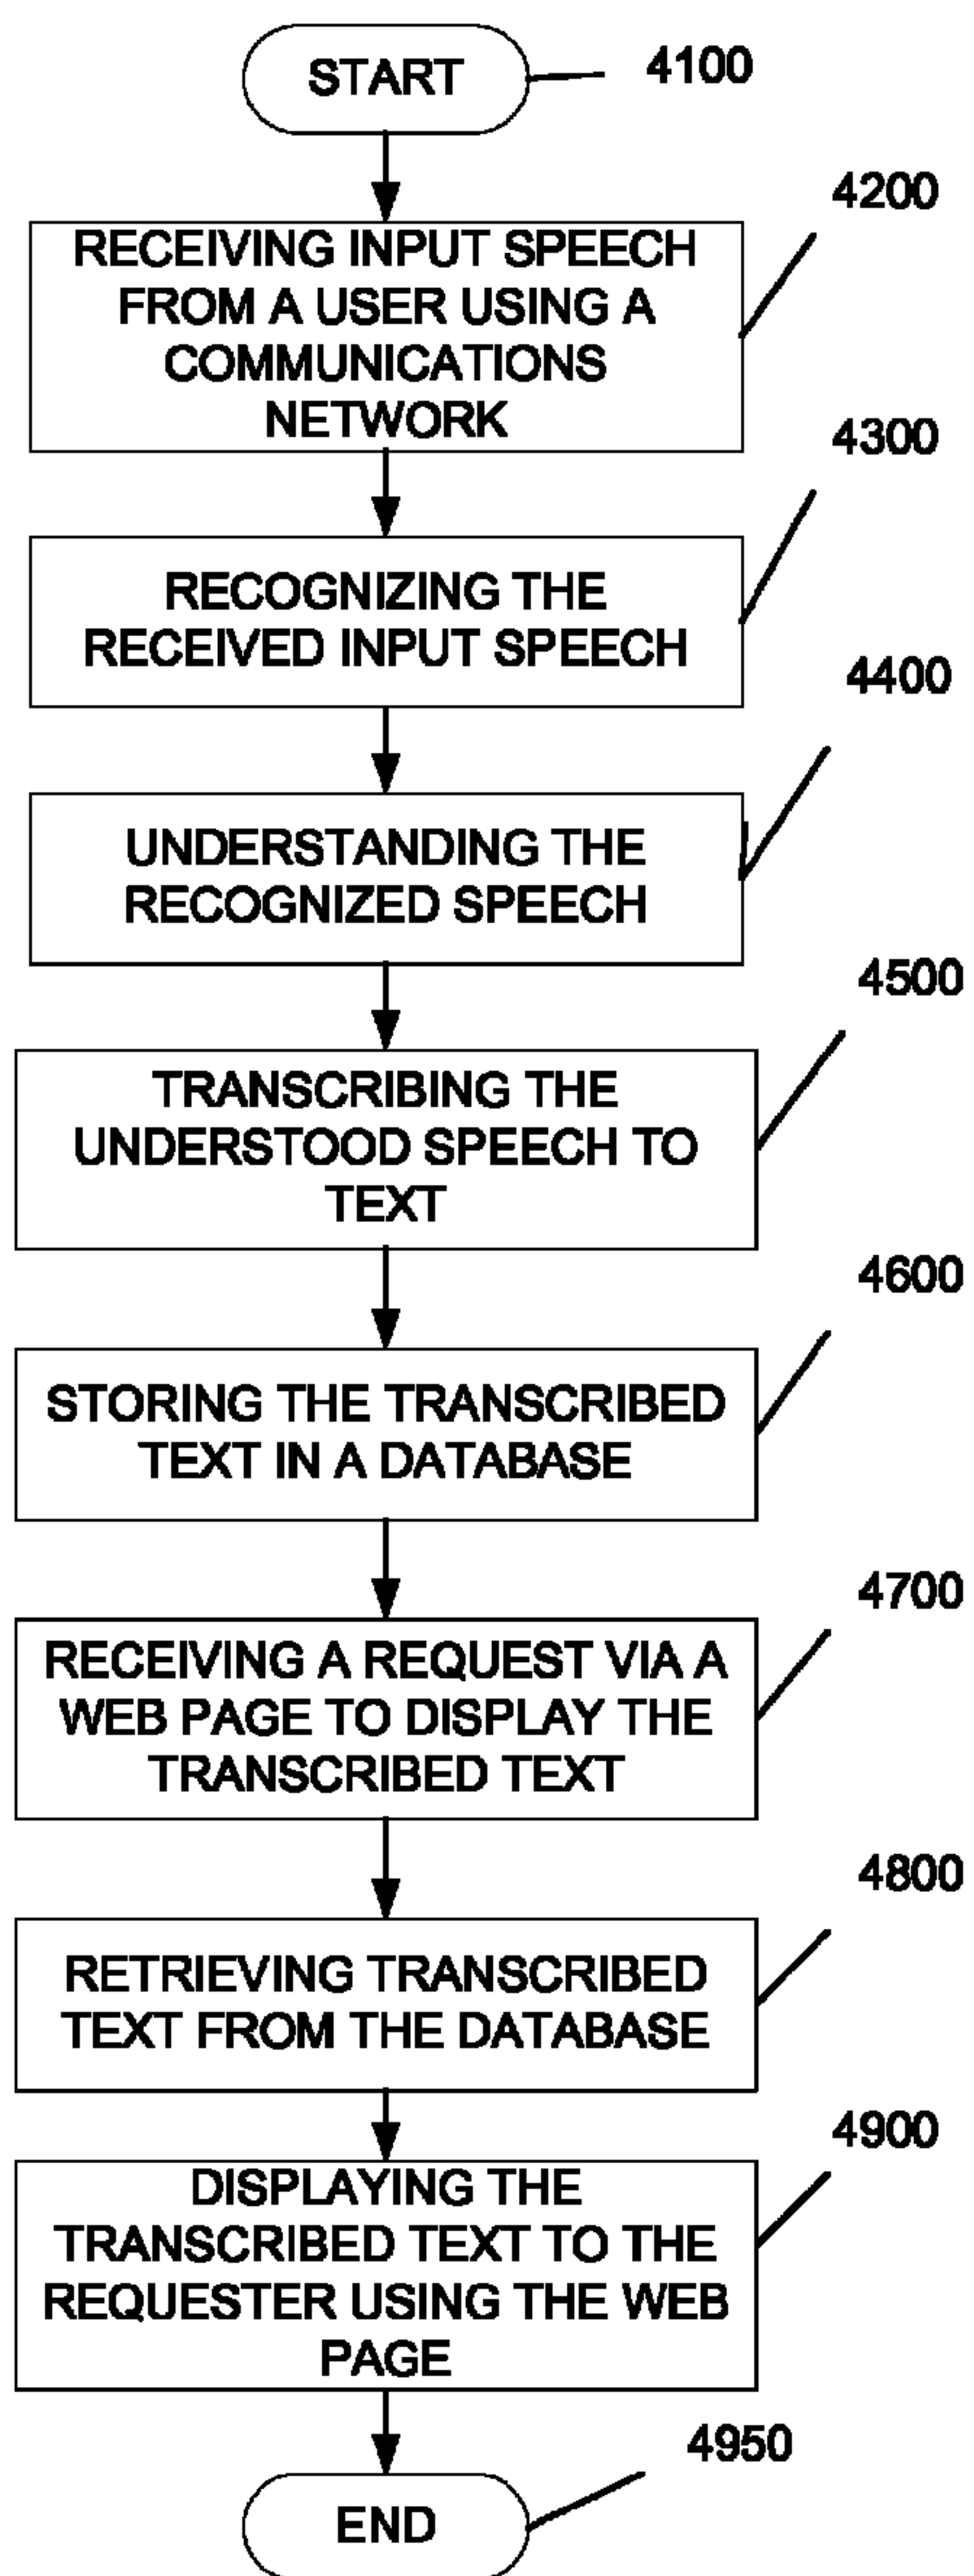 START
4100
4200
RECEIVING INPUT SPEECH
FROM A USER USING A
COMMUNICATIONS
NETWORK
4300
RECOGNIZING THE
RECEIVED INPUT SPEECH
4400
UNDERSTANDING THE
RECOGNIZED SPEECH
4500
TRANSCRIBING THE
UNDERSTOOD SPEECH TO
TEXT
4600
STORING THE TRANSCRIBED
TEXT IN A DATABASE
4700
RECEIVING A REQUEST VIA A
WEB PAGE TO DISPLAY THE
TRANSCRIBED TEXT
4800
RETRIEVING TRANSCRIBED
TEXT FROM THE DATABASE
4900
DISPLAYING THE
TRANSCRIBED TEXT TO THE
REQUESTER USING THE WEB
PAGE
4950
END